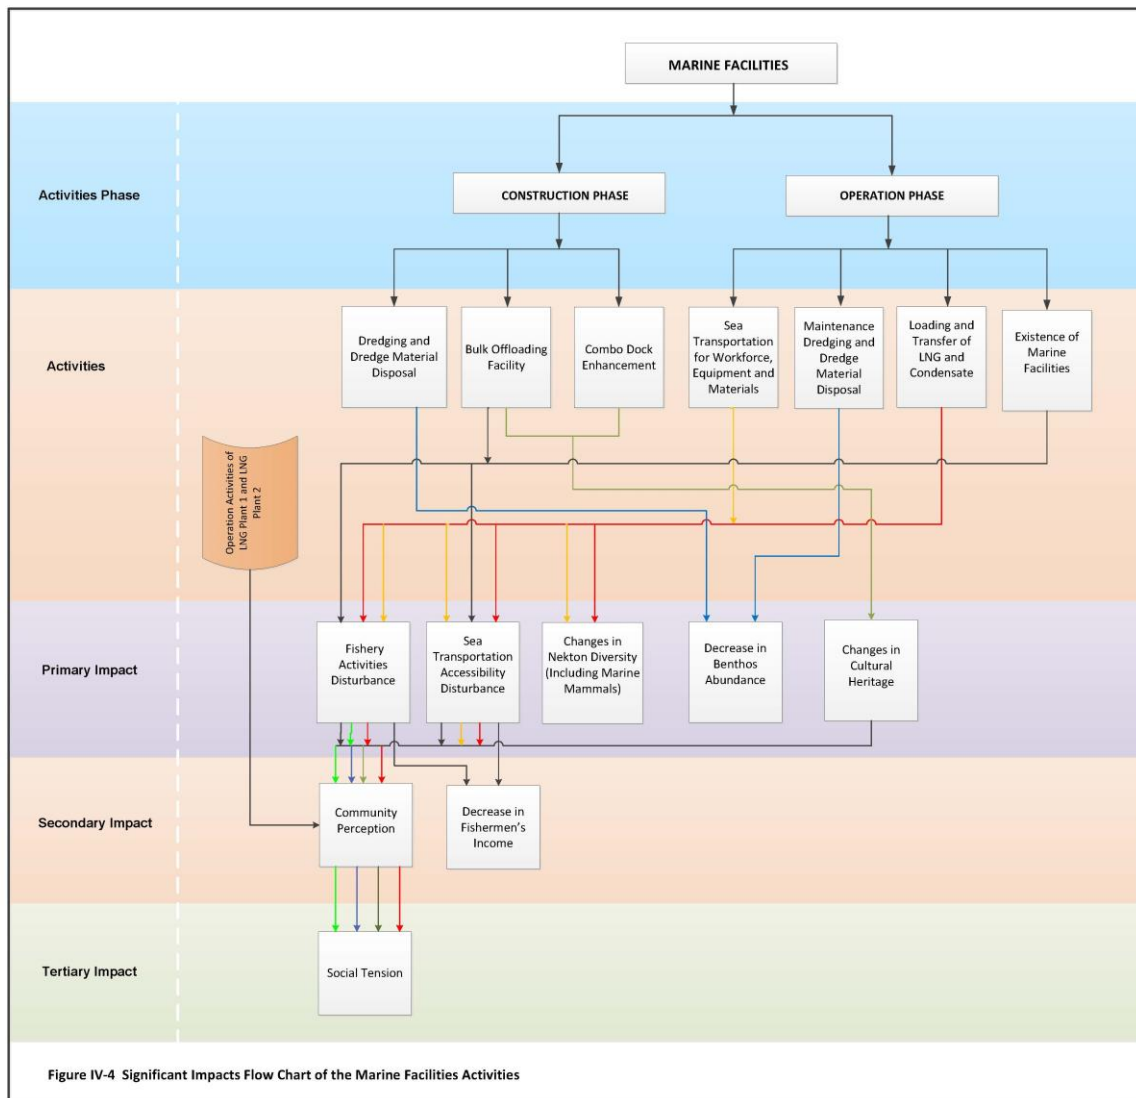 MARINE FACILITIES
Activities Phase
CONSTRUCTION PHASE
OPERATION PHASE
Activities
Dredging and
Dredge Material
Disposal
Bulk Offloading
Facility
Combo Dock
Enhancement
Sea
Transportation
for Workforce,
Equipment and
Materials
Maintenance
Dredging and
Dredge
Material
Disposal
Loading and
Transfer of
LNG and
Condensate
Existence of
Marine
Facilities
Operation Activities of
LNG Plant 1 and LNG
Plant 2
Primary Impact
Fishery
Activities
Disturbance
Sea
Transportation
Accessibility
Disturbance
Changes in
Nekton Diversity
(Including Marine
Mammals)
Decrease in
Benthos
Abundance
Changes in
Cultural
Heritage
Secondary Impact
Community
Perception
Decrease in
Fishermen's
Income
Tertiary Impact
Social Tension
Figure IV-4 Significant Impacts Flow Chart of the Marine Facilities Activities